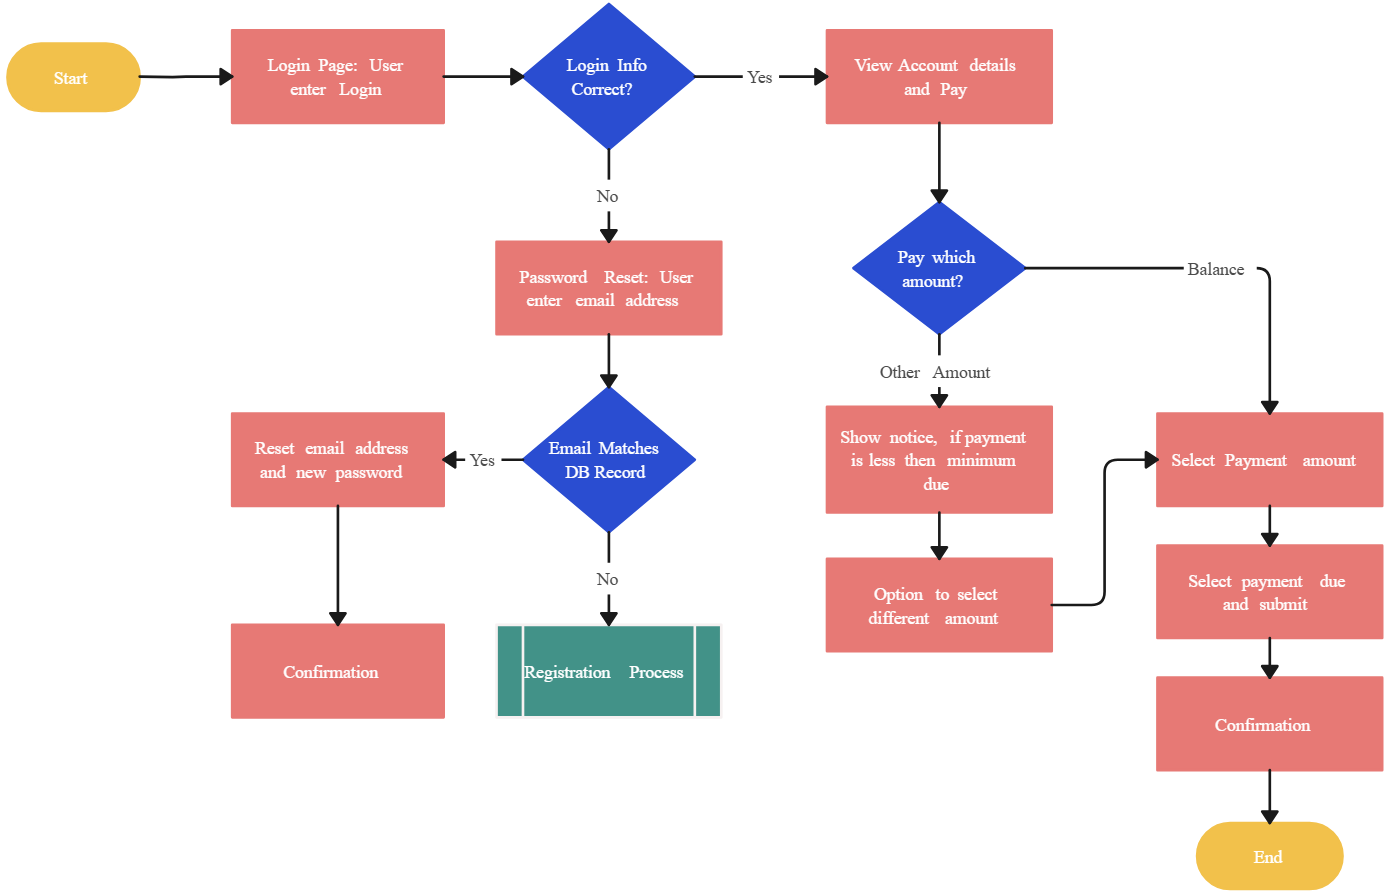 Start
Login Page: User
enter Login
Login Info
Correct?
Yes
View Account details
and Pay
No
Password Reset: User
enter email address
Pay which
amount?
Balance
Other Amount
Reset email address
and new password
Yes
Email Matches
DB Record
Show notice, if payment
is less then minimum
due
Select Payment amount
No
Option to select
different amount
Select payment due
and submit
Confirmation
Registration Process
Confirmation
End